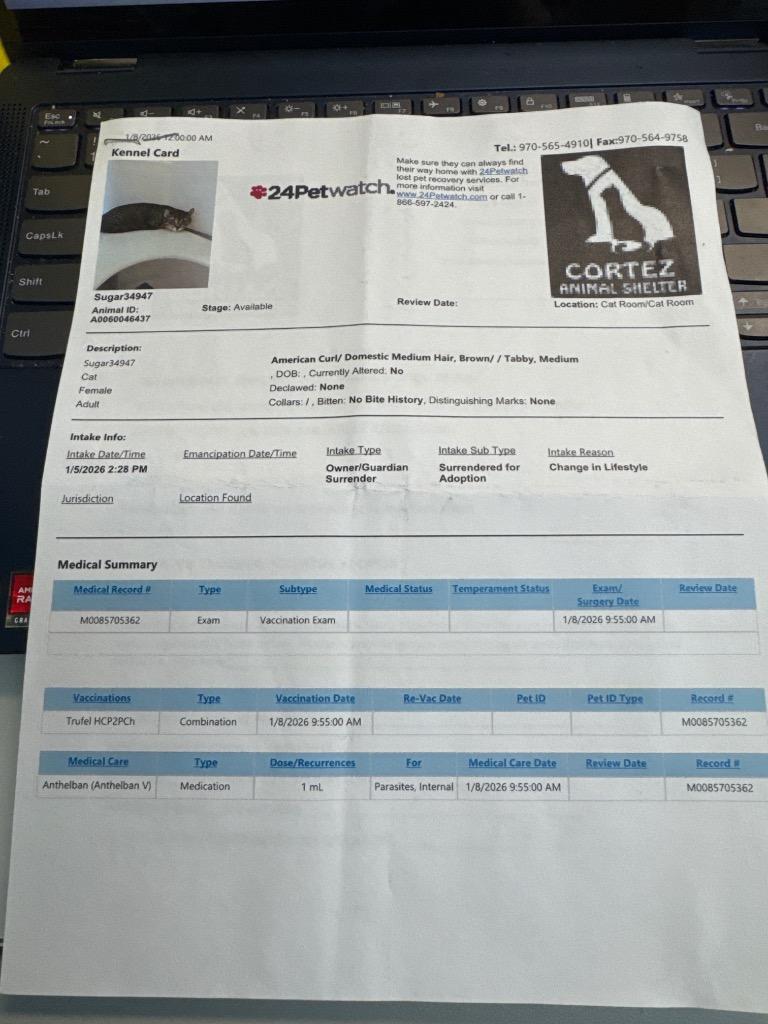 1/8/2026 12:00:00 AM
Tel.: 970-565-4910| Fax:970-564-9758
Kennel Card
24Petwatch.
Make sure they can always find
their way home with 24Petwatch
lost pet recovery services. For
more information visit
www.24Petwatch.com or call 1-
866-597-2424.
CORTEZ
ANIMAL SHELTER
Sugar34947
Animal ID:
A0060046437
Stage: Available
Review Date:
Location: Cat Room/Cat Room
Description:
Sugar34947
American Curl/ Domestic Medium Hair, Brown/ / Tabby, Medium
Cat
, DOB: , Currently Altered: No
Female
Declawed: None
Adult
Collars: / , Bitten: No Bite History, Distinguishing Marks: None
Intake Info:
Intake Date/Time Emancipation Date/Time Intake Type Intake Sub Type Intake Reason
1/5/2026 2:28 PM Owner/Guardian Surrender Surrendered for Adoption Change in Lifestyle
Jurisdiction Location Found
Medical Summary
Medical Record # Type Subtype Medical Status Temperament Status Exam/ Surgery Date Review Date
M0085705362 Exam Vaccination Exam 1/8/2026 9:55:00 AM
Vaccinations Type Vaccination Date Re-Vac Date Pet ID Pet ID Type Record #
Trufel HCP2PCh Combination 1/8/2026 9:55:00 AM M0085705362
Medical Care Type Dose/Recurrences For Medical Care Date Review Date Record #
Anthelban (Anthelban V) Medication 1 mL Parasites, Internal 1/8/2026 9:55:00 AM M0085705362
Esc
Tab
CapsLk
Shift
Ctrl